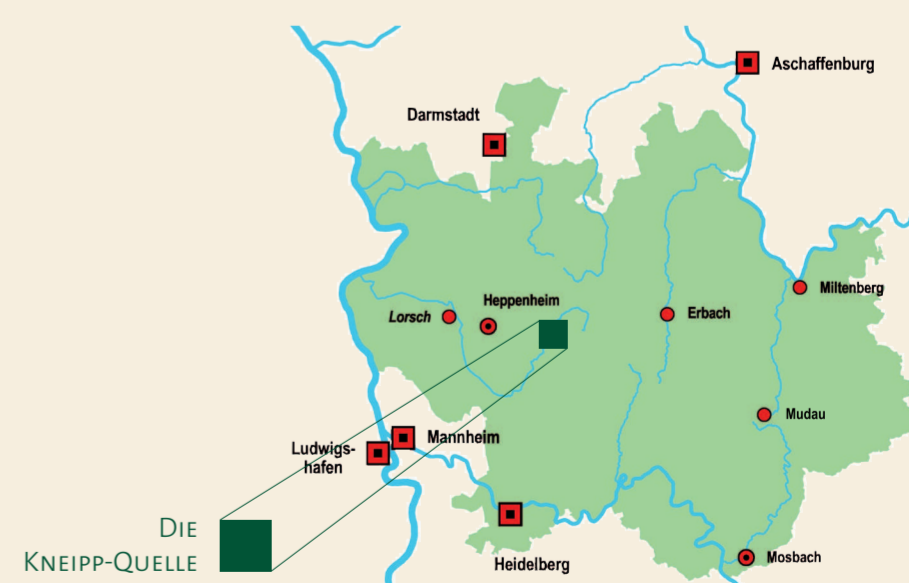 Aschaffenburg
Darmstadt
Miltenberg
Heppenheim
Lorsch
Erbach
Mudau
Mannheim
Ludwigs-
hafen
Die
Kneipp-Quelle
Heidelberg
Mosbach